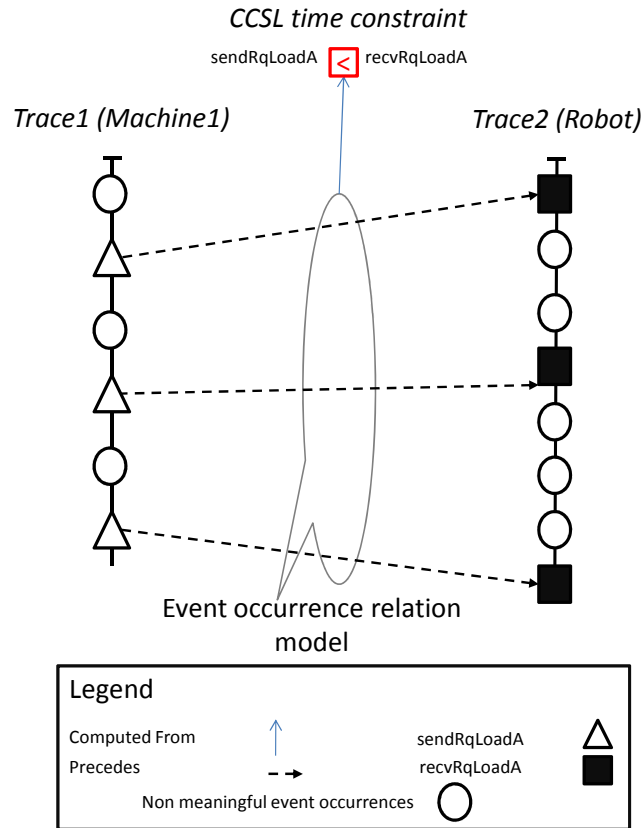 CCSL time constraint
sendRqLoadA < recvRqLoadA
Trace1 (Machine1)
Trace2 (Robot)
Event occurrence relation
model
Legend
Computed From
sendRqLoadA
Precedes
recvRqLoadA
Non meaningful event occurrences